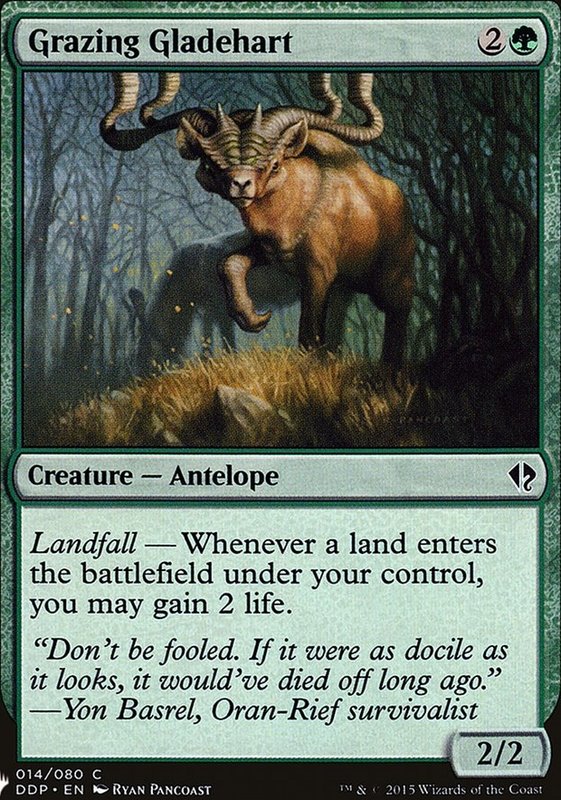 Grazing Gladehart 2
PANCOAST
Creature — Antelope
Landfall — Whenever a land enters
the battlefield under your control,
you may gain 2 life.
“Don’t be fooled. If it were as docile as
it looks, it would’ve died off long ago.”
—Yon Basrel, Oran-Rief survivalist
2/2
014/080 C
DDP • EN RYAN PANCOAST
™ & © 2015 Wizards of the Coast